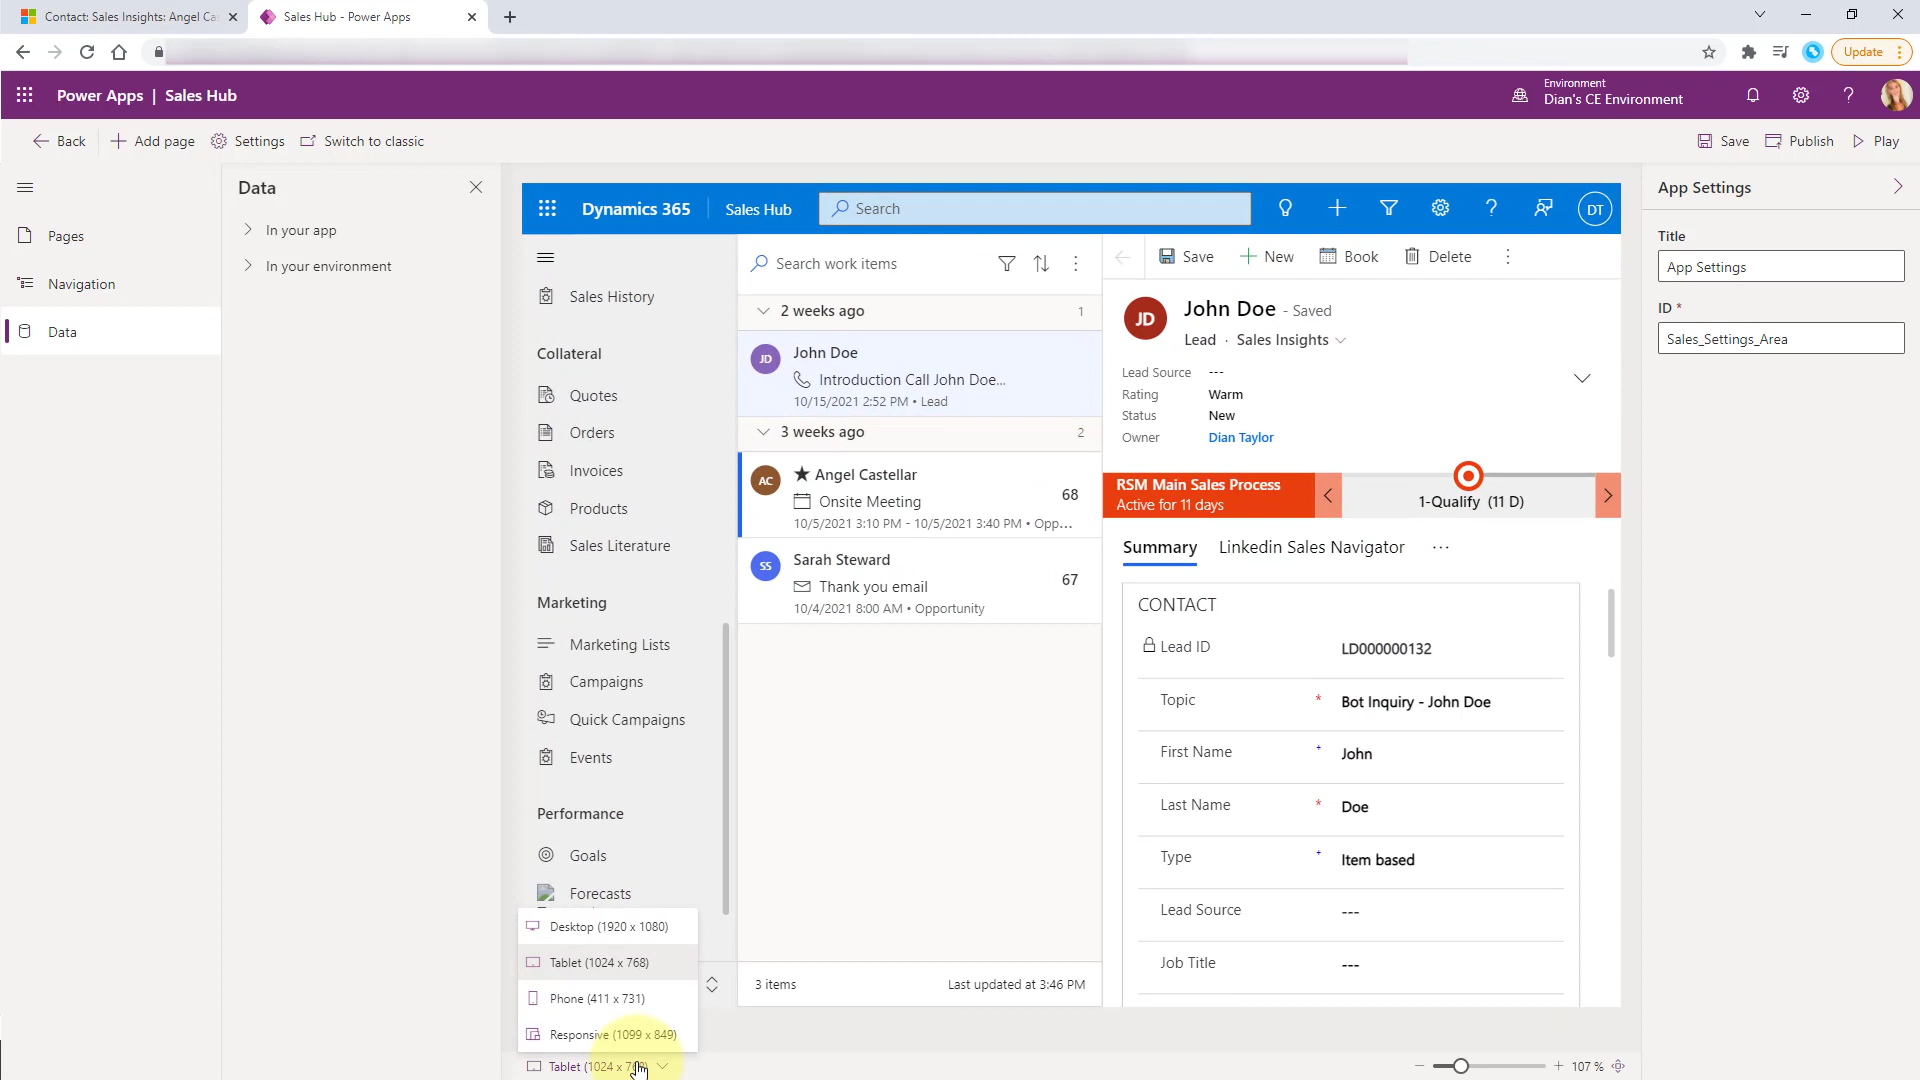 Contact: Sales Insights: Angel Cas
Sales Hub - Power Apps
Update
Power Apps | Sales Hub
Environment
Dian's CE Environment
Back
Add page
Settings
Switch to classic
Save
Publish
Play
Pages
Navigation
Data
Data
In your app
In your environment
Dynamics 365
Sales Hub
Search
DT
Sales History
Collateral
Quotes
Orders
Invoices
Products
Sales Literature
Marketing
Marketing Lists
Campaigns
Quick Campaigns
Events
Performance
Goals
Forecasts
Desktop (1920 x 1080)
Tablet (1024 x 768)
Phone (411 x 731)
Responsive (1099 x 849)
Tablet (1024 x 768)
Search work items
2 weeks ago 1
JD
John Doe
Introduction Call John Doe...
10/15/2021 2:52 PM • Lead
3 weeks ago 2
AC
Angel Castellar
Onsite Meeting
68
10/5/2021 3:10 PM - 10/5/2021 3:40 PM • Opp...
SS
Sarah Steward
Thank you email
67
10/4/2021 8:00 AM • Opportunity
3 items
Last updated at 3:46 PM
Save
New
Book
Delete
JD
John Doe - Saved
Lead · Sales Insights
Lead Source ---
Rating Warm
Status New
Owner Dian Taylor
RSM Main Sales Process
Active for 11 days
1-Qualify (11 D)
Summary
Linkedin Sales Navigator
...
CONTACT
Lead ID LD000000132
Topic * Bot Inquiry - John Doe
First Name + John
Last Name * Doe
Type + Item based
Lead Source ---
Job Title ---
107 %
App Settings
Title
App Settings
ID *
Sales_Settings_Area